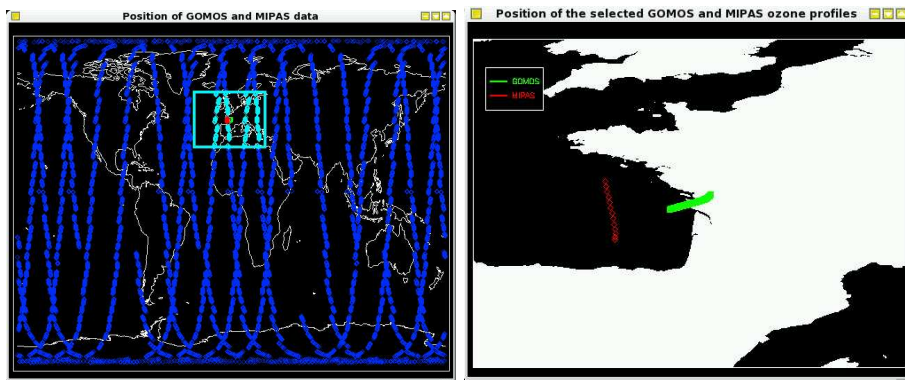 Position of GOMOS and MIPAS data
Position of the selected GOMOS and MIPAS ozone profiles
GOMOS
MIPAS